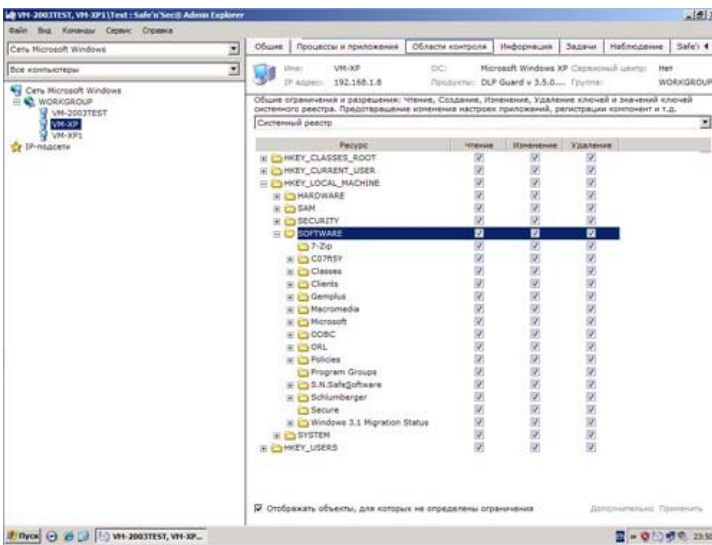 VM-2003TEST, VM-XP1\Test : Safe'n'Sec® Admin Explorer
Файл Вид Команды Сервис Справка
Сеть Microsoft Windows
Все компьютеры
Сеть Microsoft Windows
WORKGROUP
VM-2003TEST
VM-XP
VM-XP1
IP-подсети
Общие Процессы и приложения Области контроля Информация Задачи Наблюдение Safe'r
Имя: VM-XP ОС: Microsoft Windows XP Сервисный центр: Нет
IP адрес: 192.168.1.8 Продукты: DLP Guard v 3.5.0.... Группы: WORKGROUP
Общие ограничения и разрешения: Чтение, Создание, Изменение, Удаление ключей и значений ключей
системного реестра. Предотвращение изменения настроек приложений, регистрации компонент и т.д.
Системный реестр
Ресурс Чтение Изменение Удаление
HKEY_CLASSES_ROOT
HKEY_CURRENT_USER
HKEY_LOCAL_MACHINE
HARDWARE
SAM
SECURITY
SOFTWARE
7-Zip
C07ftSY
Classes
Clients
Gemplus
Macromedia
Microsoft
ODBC
ORL
Policies
Program Groups
S.N.SafeSoftware
Schlumberger
Secure
Windows 3.1 Migration Status
SYSTEM
HKEY_USERS
Отображать объекты, для которых не определены ограничения
Дополнительно Применить
Пуск VM-2003TEST, VM-XP... EN 23:50